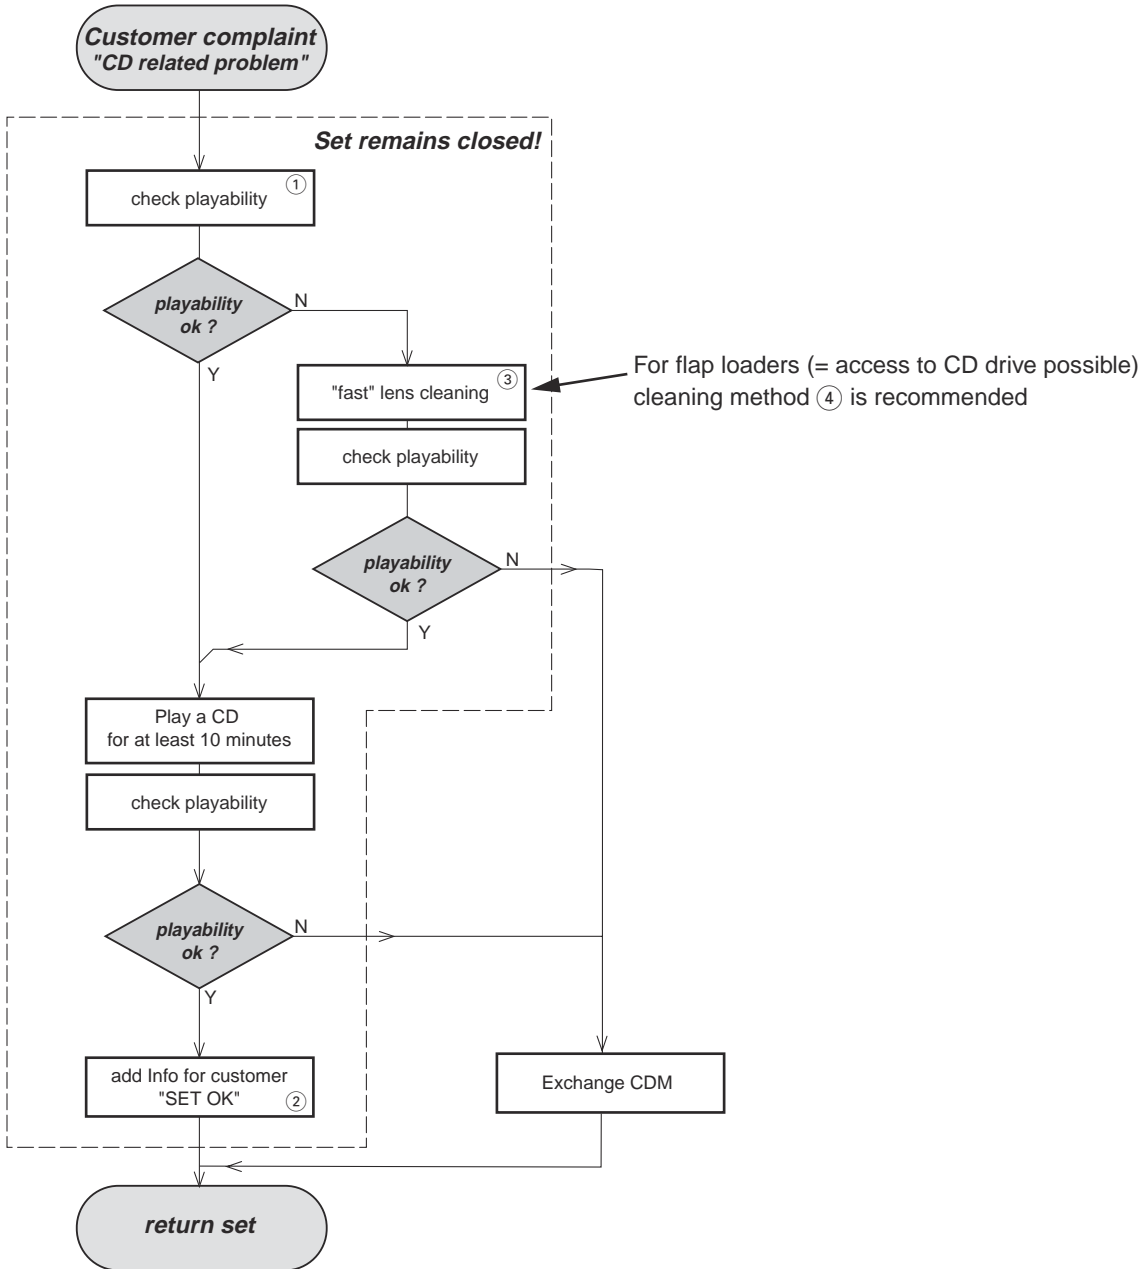 Customer complaint
"CD related problem"
Set remains closed!
check playability
①
playability
ok ?
N
Y
"fast" lens cleaning
③
For flap loaders (= access to CD drive possible)
cleaning method ④ is recommended
check playability
playability
ok ?
N
Y
Play a CD
for at least 10 minutes
check playability
playability
ok ?
N
Y
add Info for customer
"SET OK"
②
Exchange CDM
return set